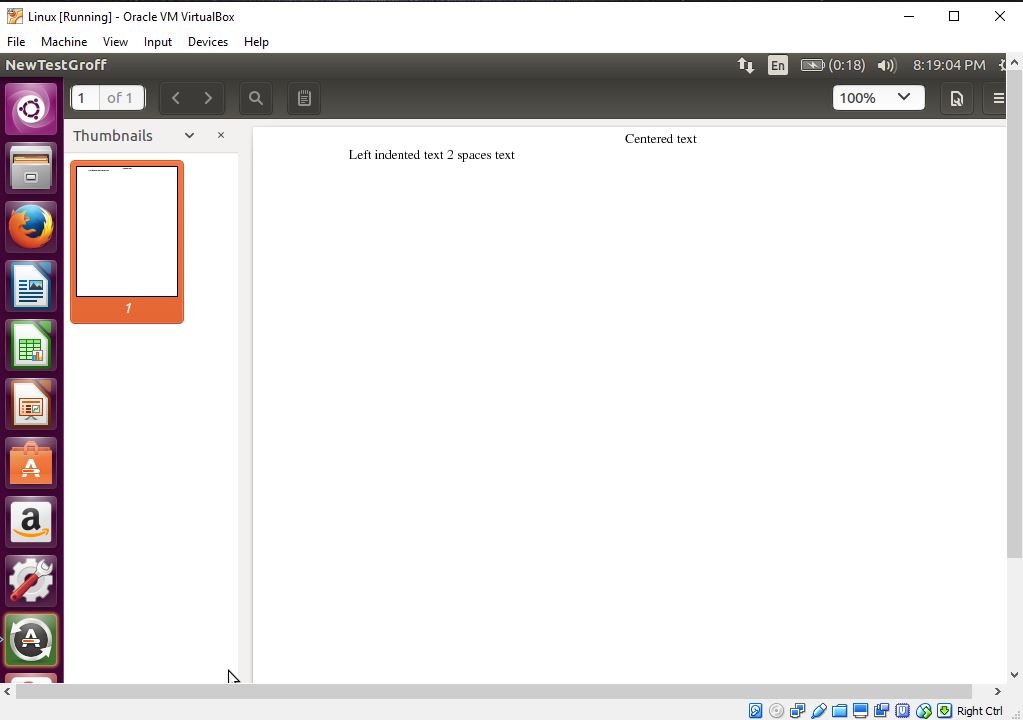 Linux [Running] - Oracle VM VirtualBox
File Machine View Input Devices Help
NewTestGroff En (0:18) 8:19:04 PM
1 of 1 100%
Thumbnails
Centered text
Left indented text 2 spaces text
1
a
Right Ctrl